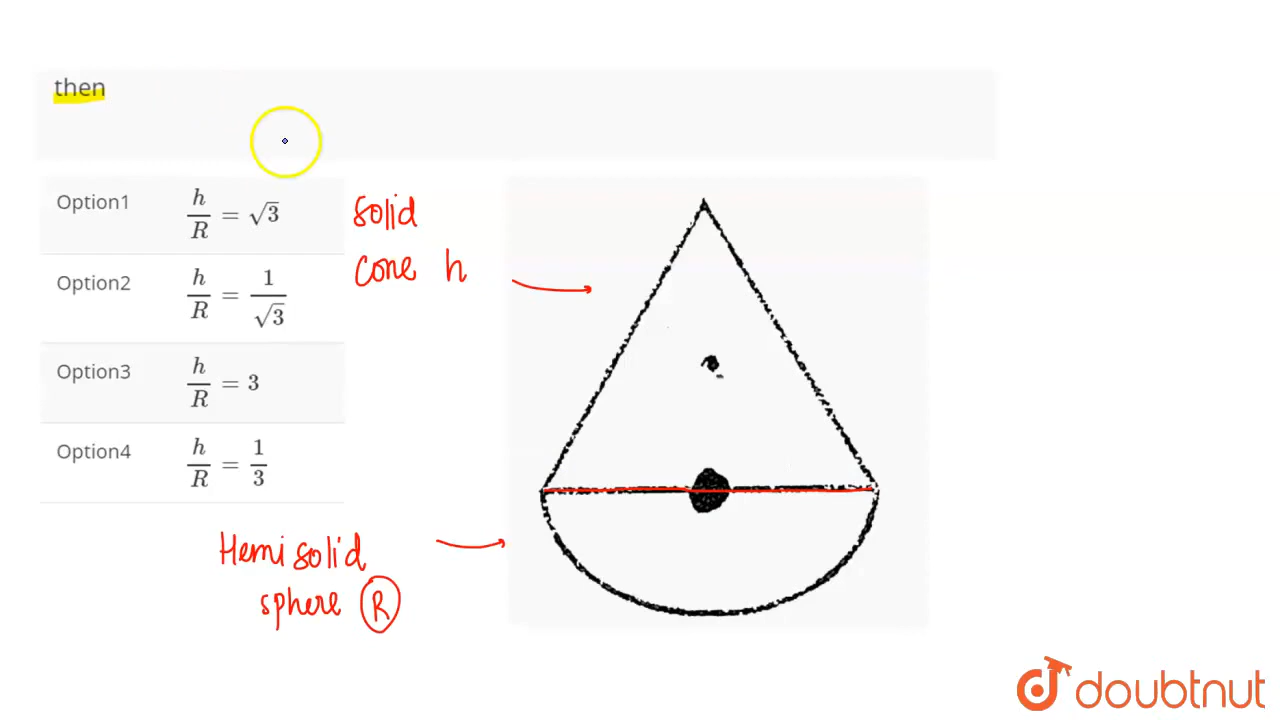 then
Option1 h/R = √3
Option2 h/R = 1/√3
Option3 h/R = 3
Option4 h/R = 1/3
Solid
cone h
Hemi solid
sphere R
doubtnut